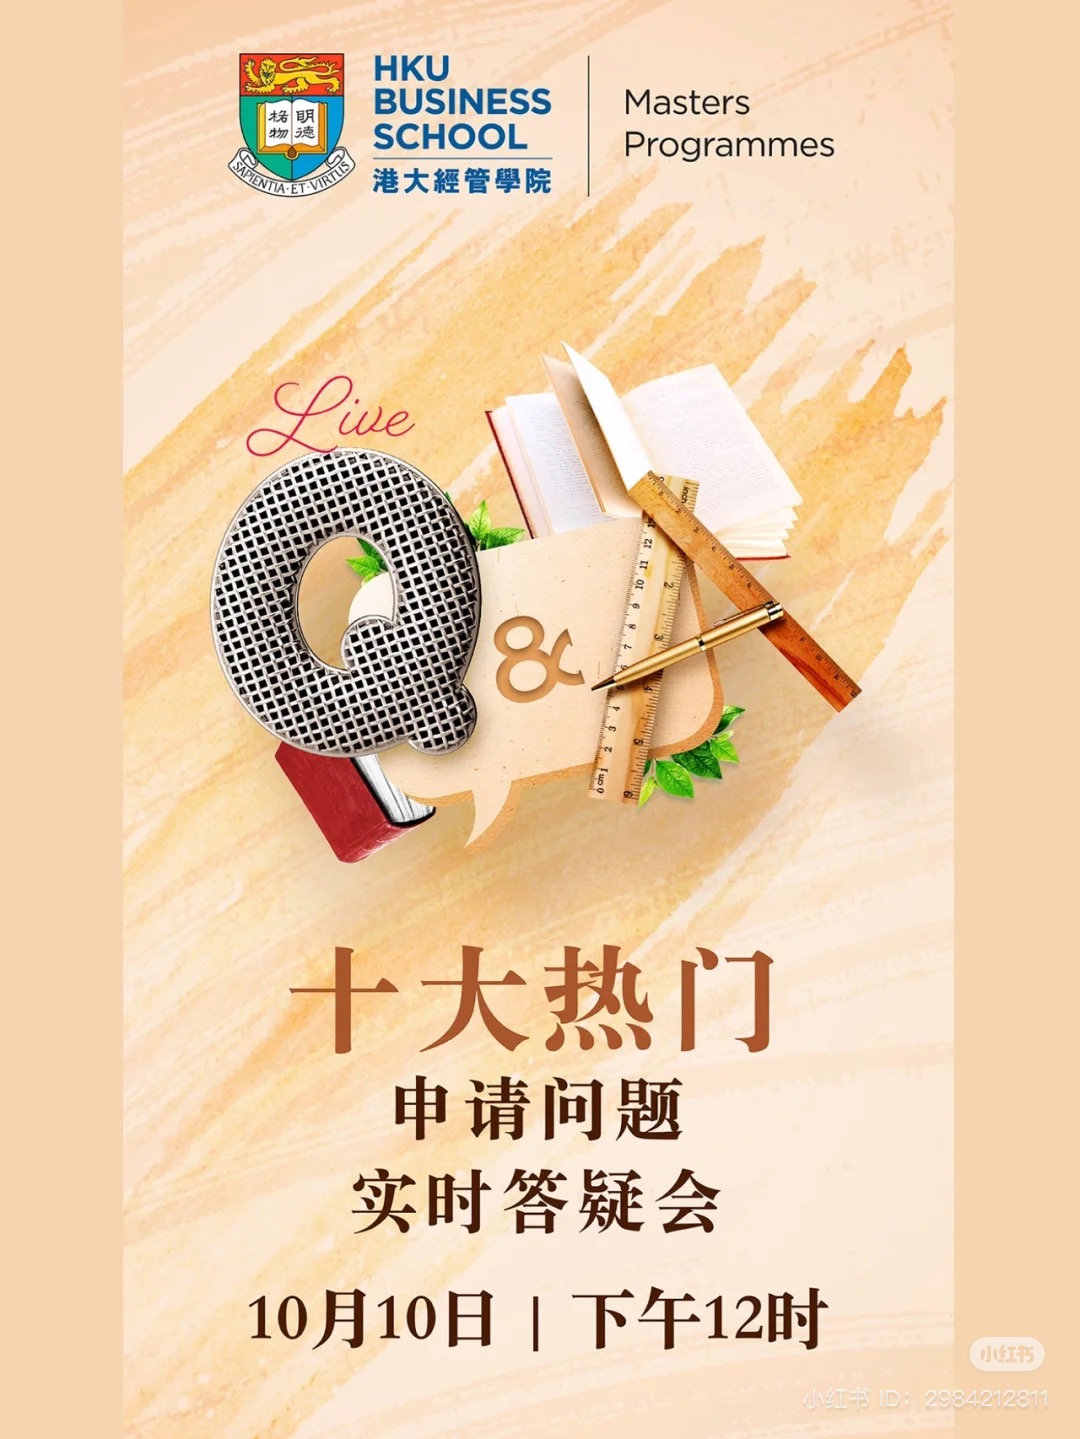 HKU
BUSINESS
SCHOOL
港大經管學院
Masters
Programmes
格物 明德
SAPIENTIA·ET·VIRTUS
Live
Q & A
十大热门
申请问题
实时答疑会
10月10日 | 下午12时
小红书
小红书 ID: 2984212811